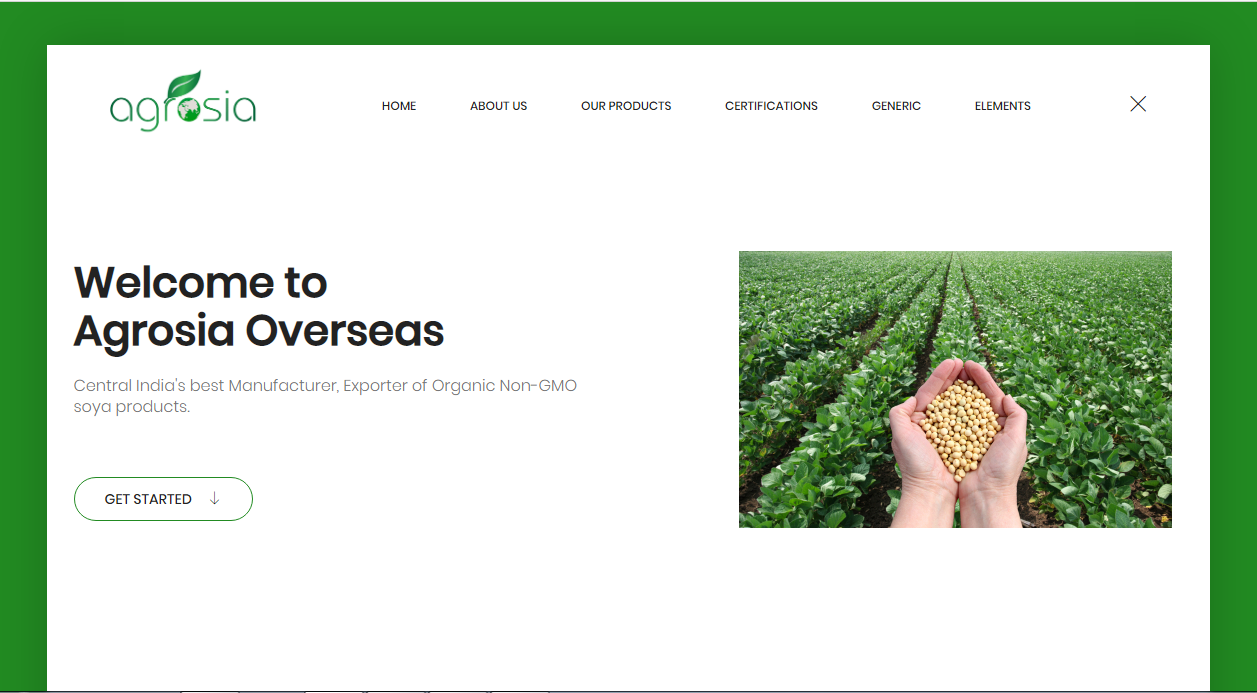 agrosia
HOME
ABOUT US
OUR PRODUCTS
CERTIFICATIONS
GENERIC
ELEMENTS
Welcome to
Agrosia Overseas
Central India's best Manufacturer, Exporter of Organic Non-GMO
soya products.
GET STARTED